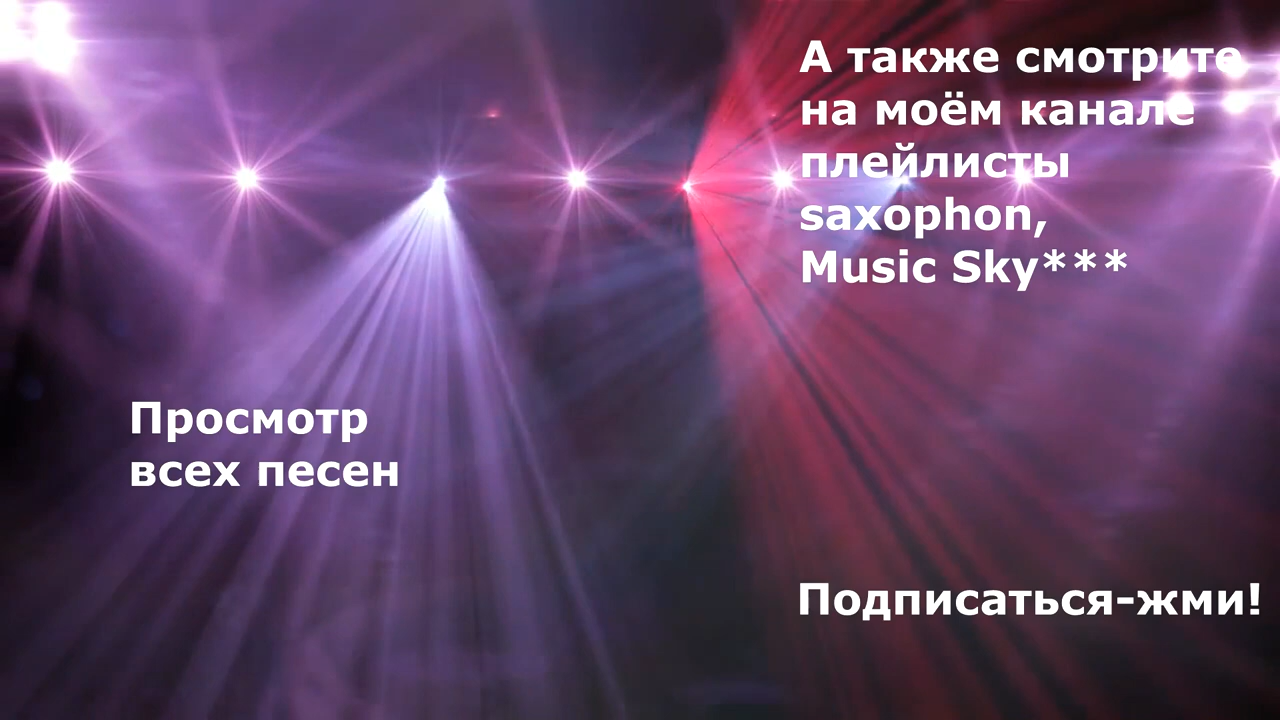 А также смотрите
на моём канале
плейлисты
saxophon,
Music Sky***
Просмотр
всех песен
Подписаться-жми!